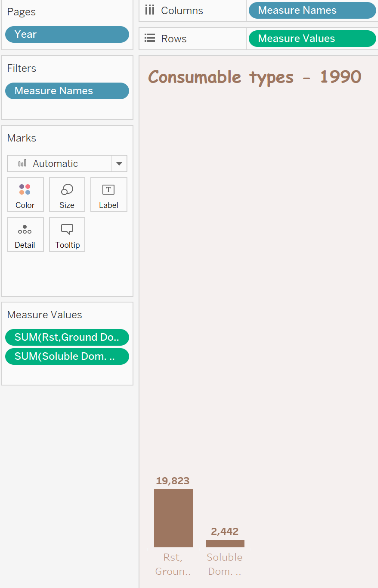 Pages
Year
Filters
Measure Names
Marks
Automatic
Color
Size
Label
Detail
Tooltip
Measure Values
SUM(Rst,Ground Do..
SUM(Soluble Dom. ..
Columns
Measure Names
Rows
Measure Values
Consumable types - 1990
19,823
2,442
Rst,
Groun..
Soluble
Dom. ..